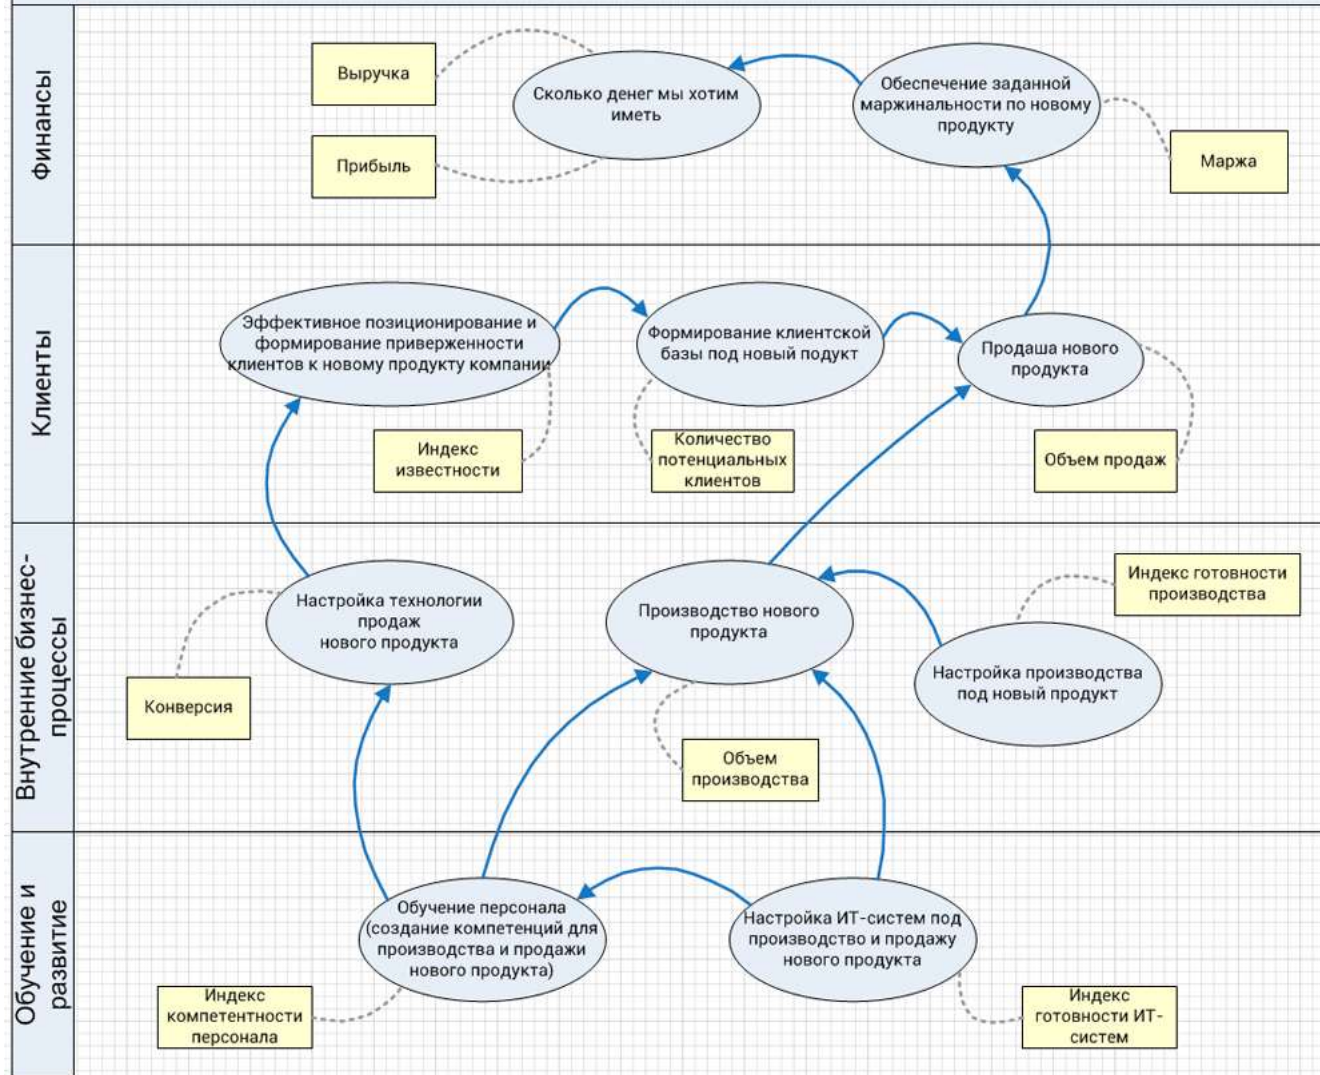 Финансы
Выручка
Прибыль
Сколько денег мы хотим
иметь
Обеспечение заданной
маржинальности по новому
продукту
Маржа
Клиенты
Эффективное позиционирование и
формирование приверженности
клиентов к новому продукту компании
Индекс
известности
Формирование клиентской
базы под новый подукт
Количество
потенциальных
клиентов
Продаша нового
продукта
Объем продаж
Внутренние бизнес-
процессы
Настройка технологии
продаж
нового продукта
Конверсия
Производство нового
продукта
Объем
производства
Индекс готовности
производства
Настройка производства
под новый продукт
Обучение и
развитие
Обучение персонала
(создание компетенций для
производства и продажи
нового продукта)
Индекс
компетентности
персонала
Настройка ИТ-систем под
производство и продажу
нового продукта
Индекс
готовности ИТ-
систем